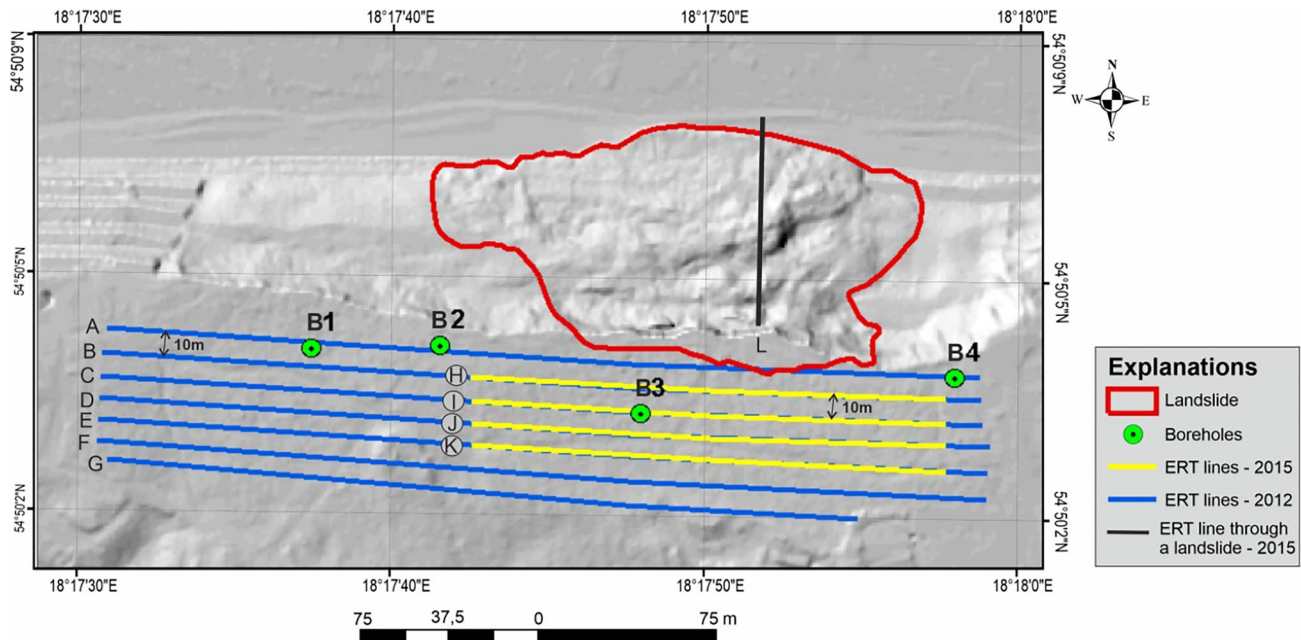 18°17'30"E 18°17'40"E 18°17'50"E 18°18'0"E
54°50'9"N
54°50'9"N
N
W E
S
54°50'5"N
54°50'5"N
A
B
C
D
E
F
G
10m
B1
B2
B3
B4
L
H
I
J
K
10m
54°50'2"N
54°50'2"N
18°17'30"E 18°17'40"E 18°17'50"E 18°18'0"E
75 37,5 0 75 m
Explanations
Landslide
Boreholes
ERT lines - 2015
ERT lines - 2012
ERT line through
a landslide - 2015